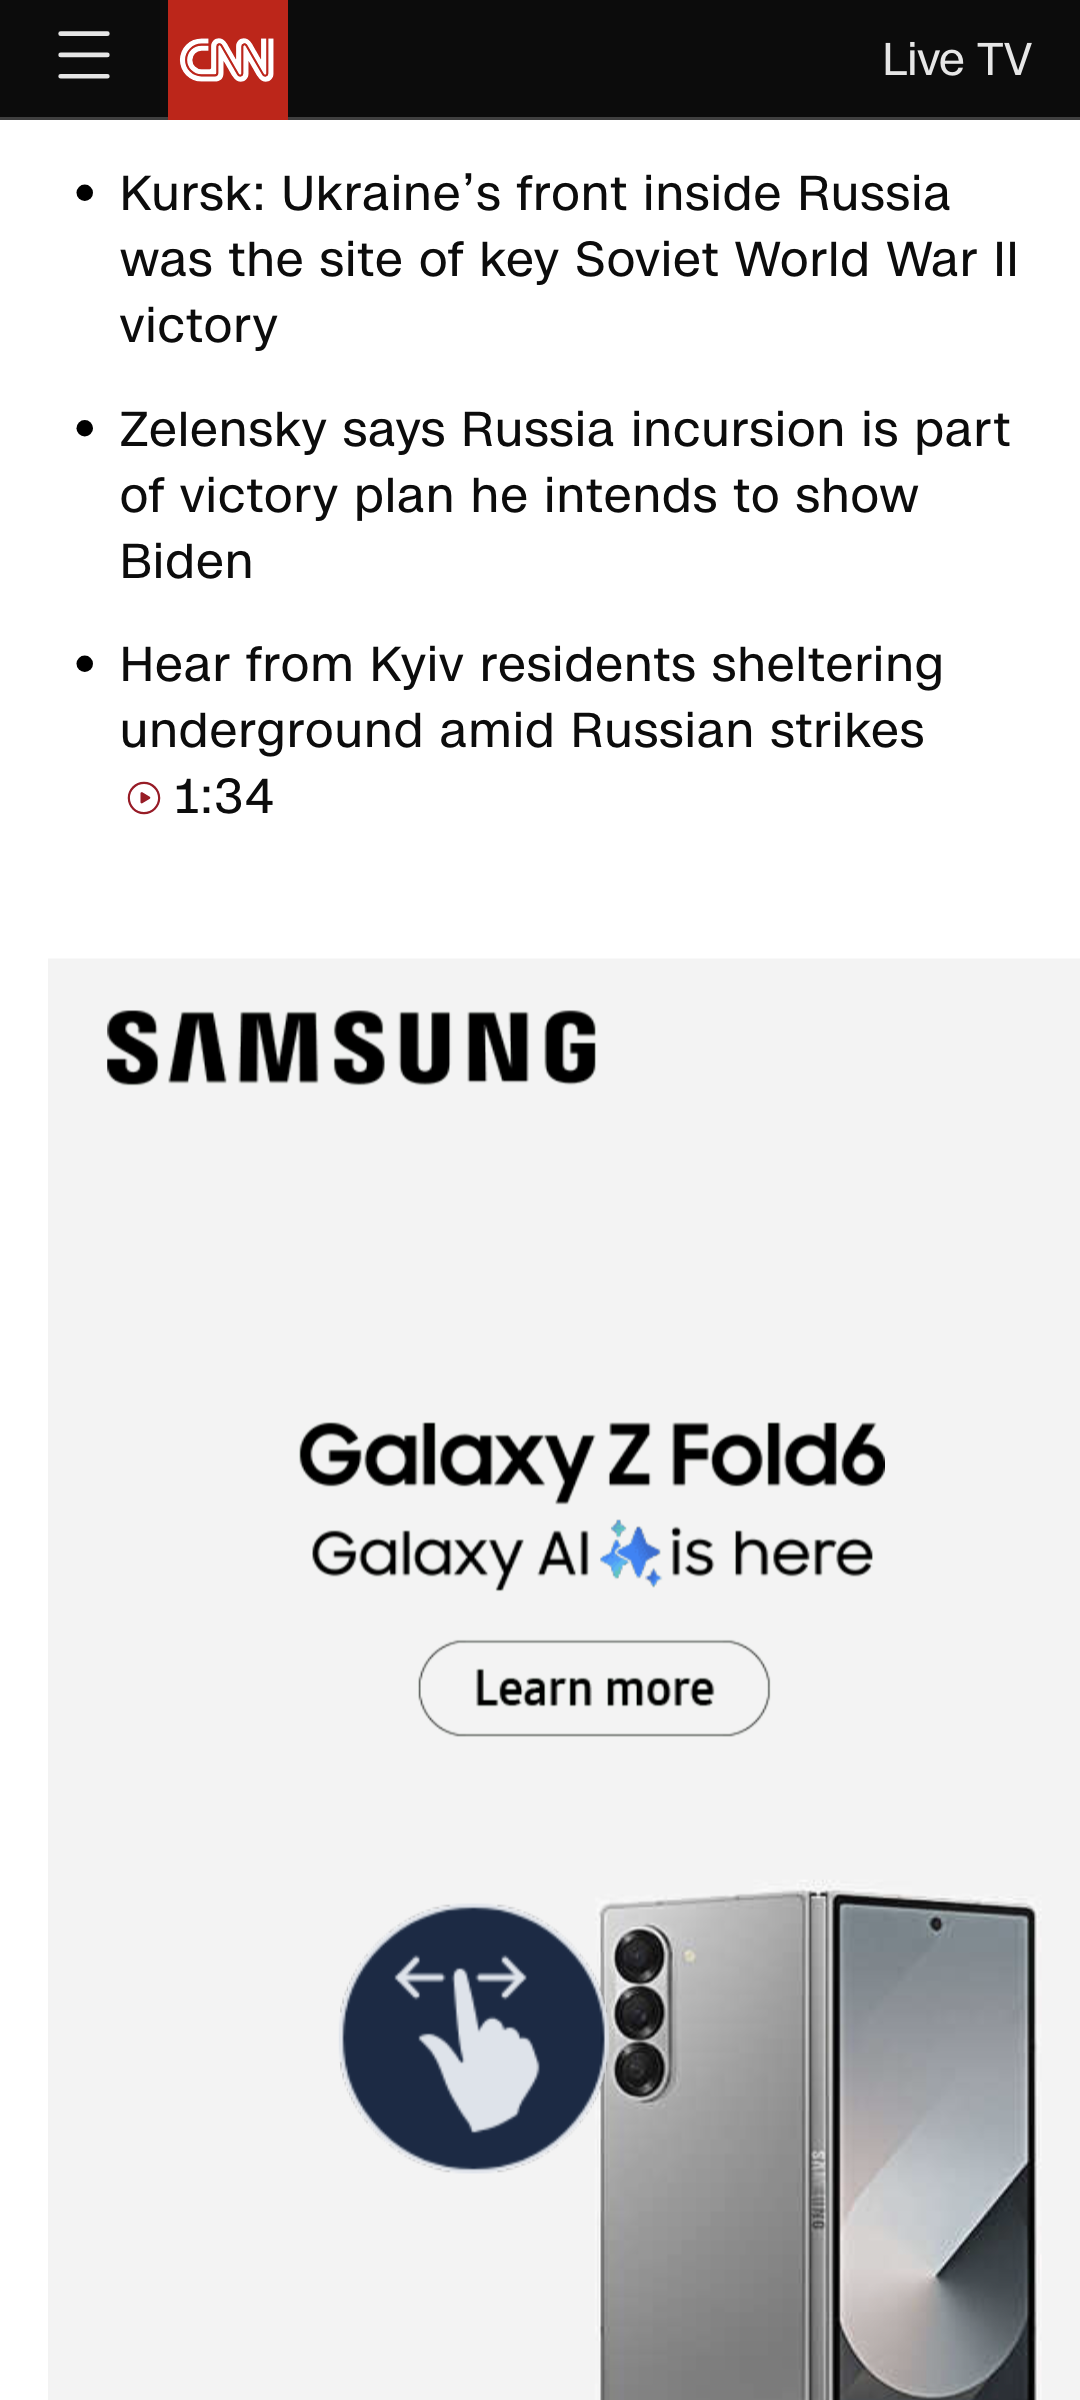 CNN
Live TV
• Kursk: Ukraine’s front inside Russia
was the site of key Soviet World War II
victory
• Zelensky says Russia incursion is part
of victory plan he intends to show
Biden
• Hear from Kyiv residents sheltering
underground amid Russian strikes
1:34
SAMSUNG
Galaxy Z Fold6
Galaxy AI is here
Learn more
SAMSUNG